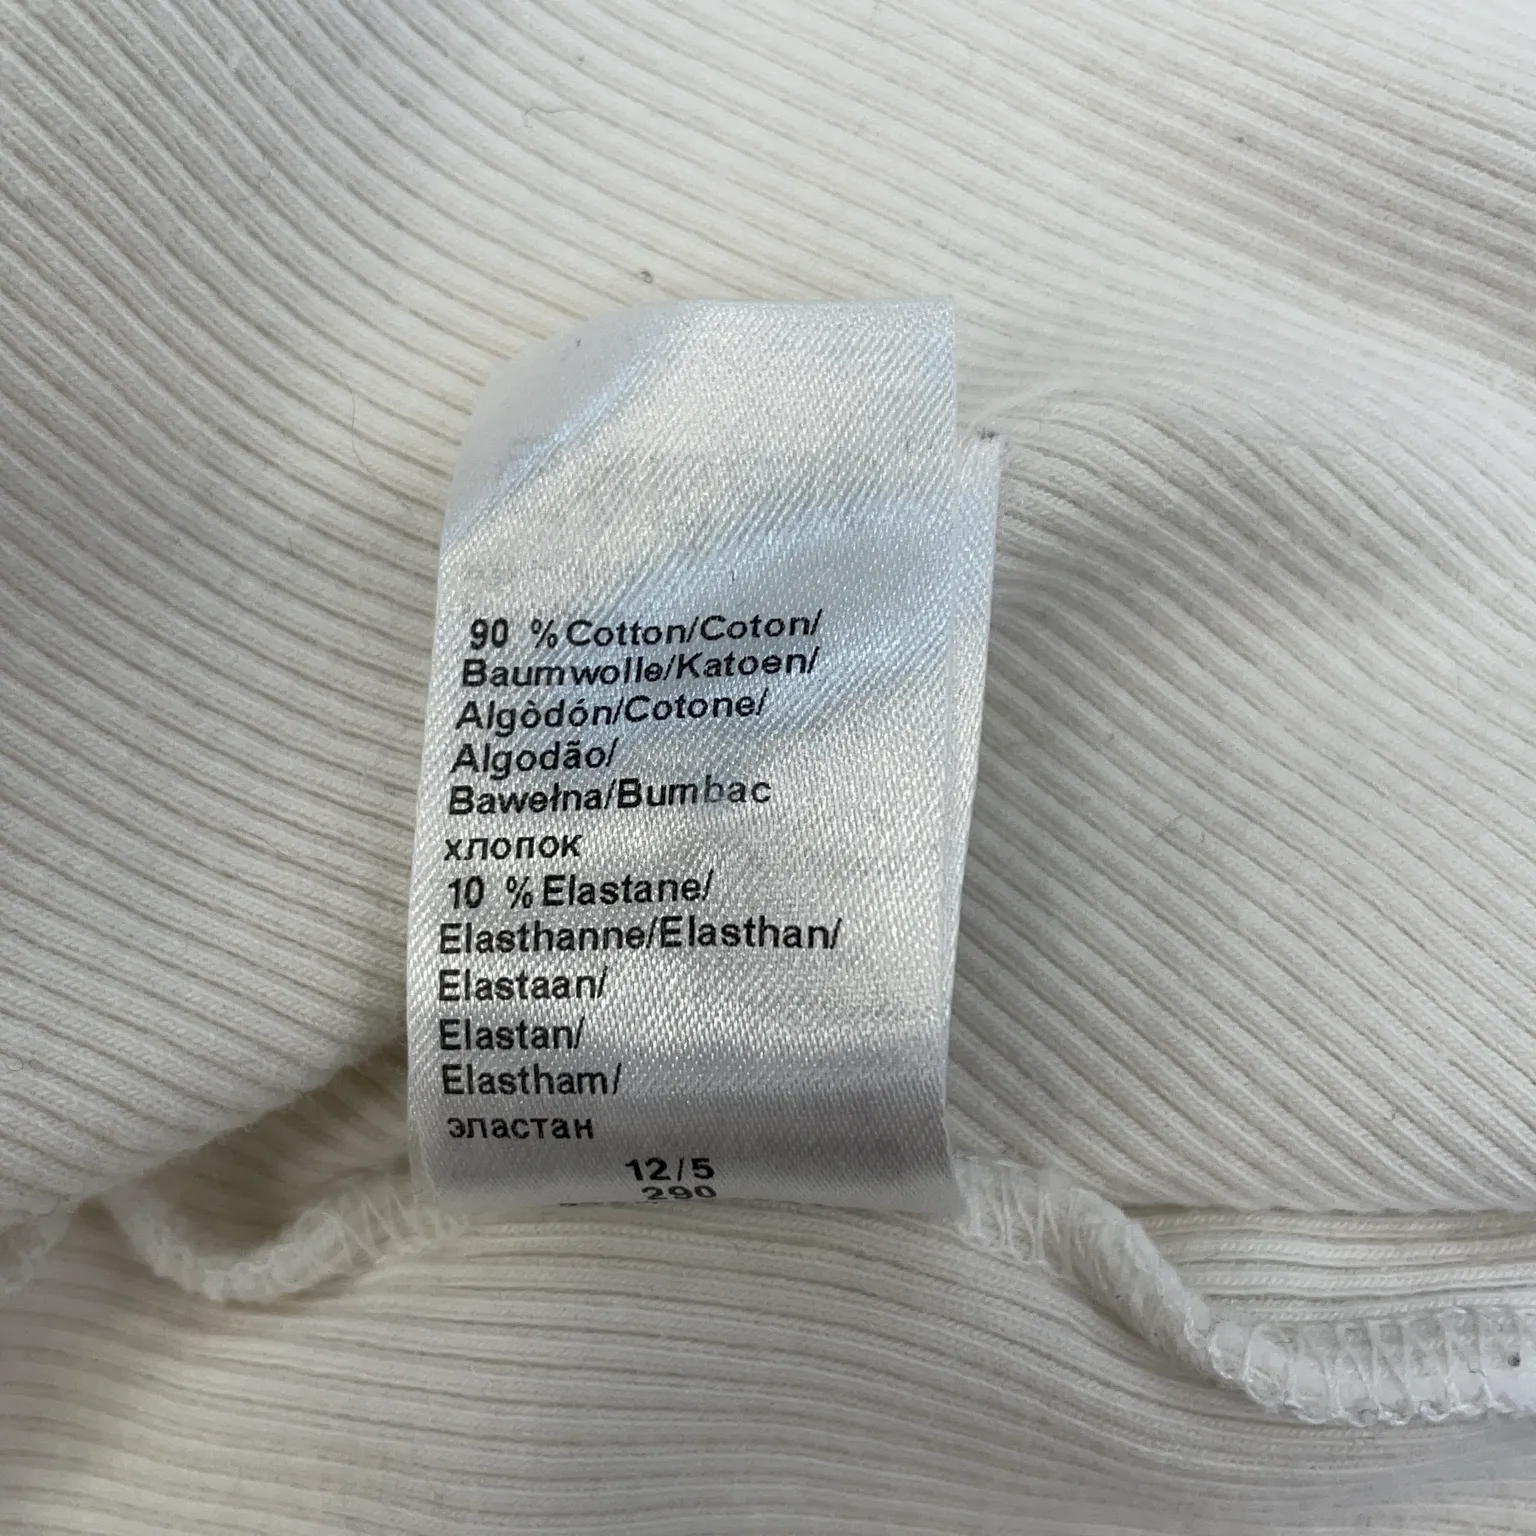 90 % Cotton/Coton/
Baumwolle/Katoen/
Algòdón/Cotone/
Algodão/
Bawełna/Bumbac
хлопок
10 % Elastane/
Elasthanne/Elasthan/
Elastaan/
Elastan/
Elastham/
эластан
12/5
290